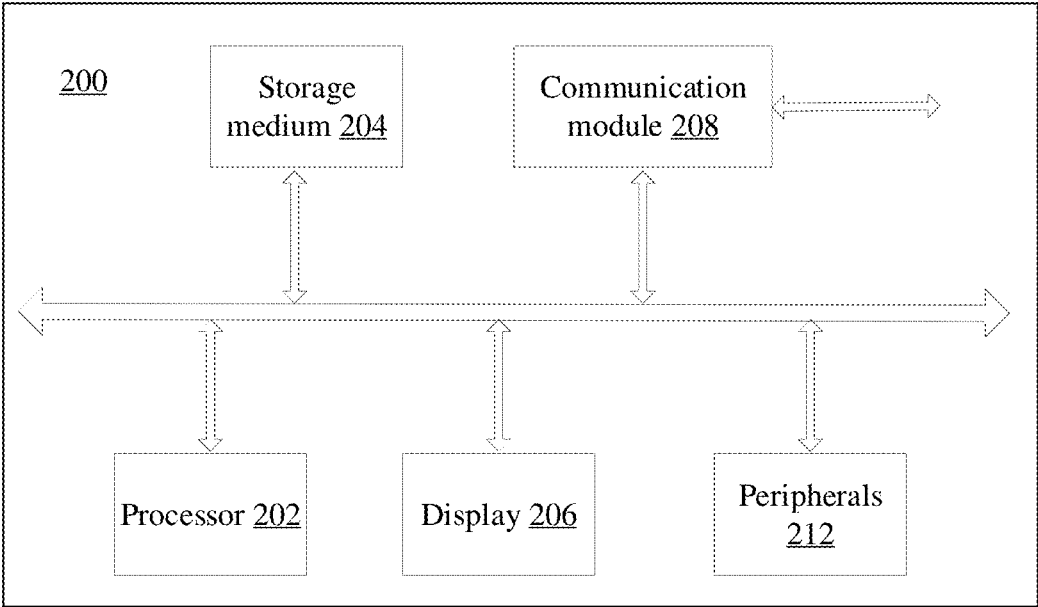 200
Storage
medium 204
Communication
module 208
Processor 202
Display 206
Peripherals
212